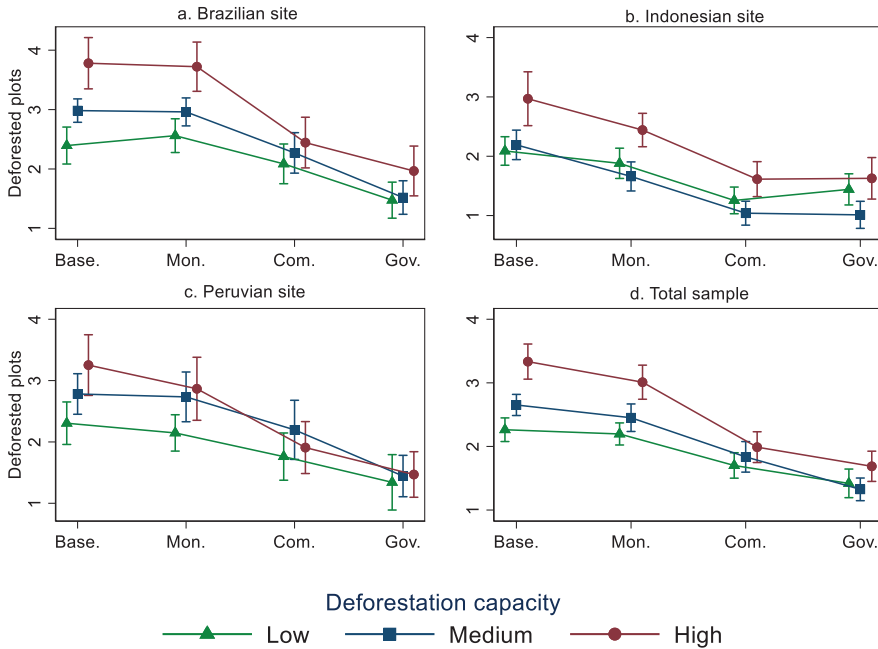 a. Brazilian site
Deforested plots
4
3
2
1
Base. Mon. Com. Gov.
b. Indonesian site
4
3
2
1
Base. Mon. Com. Gov.
c. Peruvian site
Deforested plots
4
3
2
1
Base. Mon. Com. Gov.
d. Total sample
4
3
2
1
Base. Mon. Com. Gov.
Deforestation capacity
Low Medium High